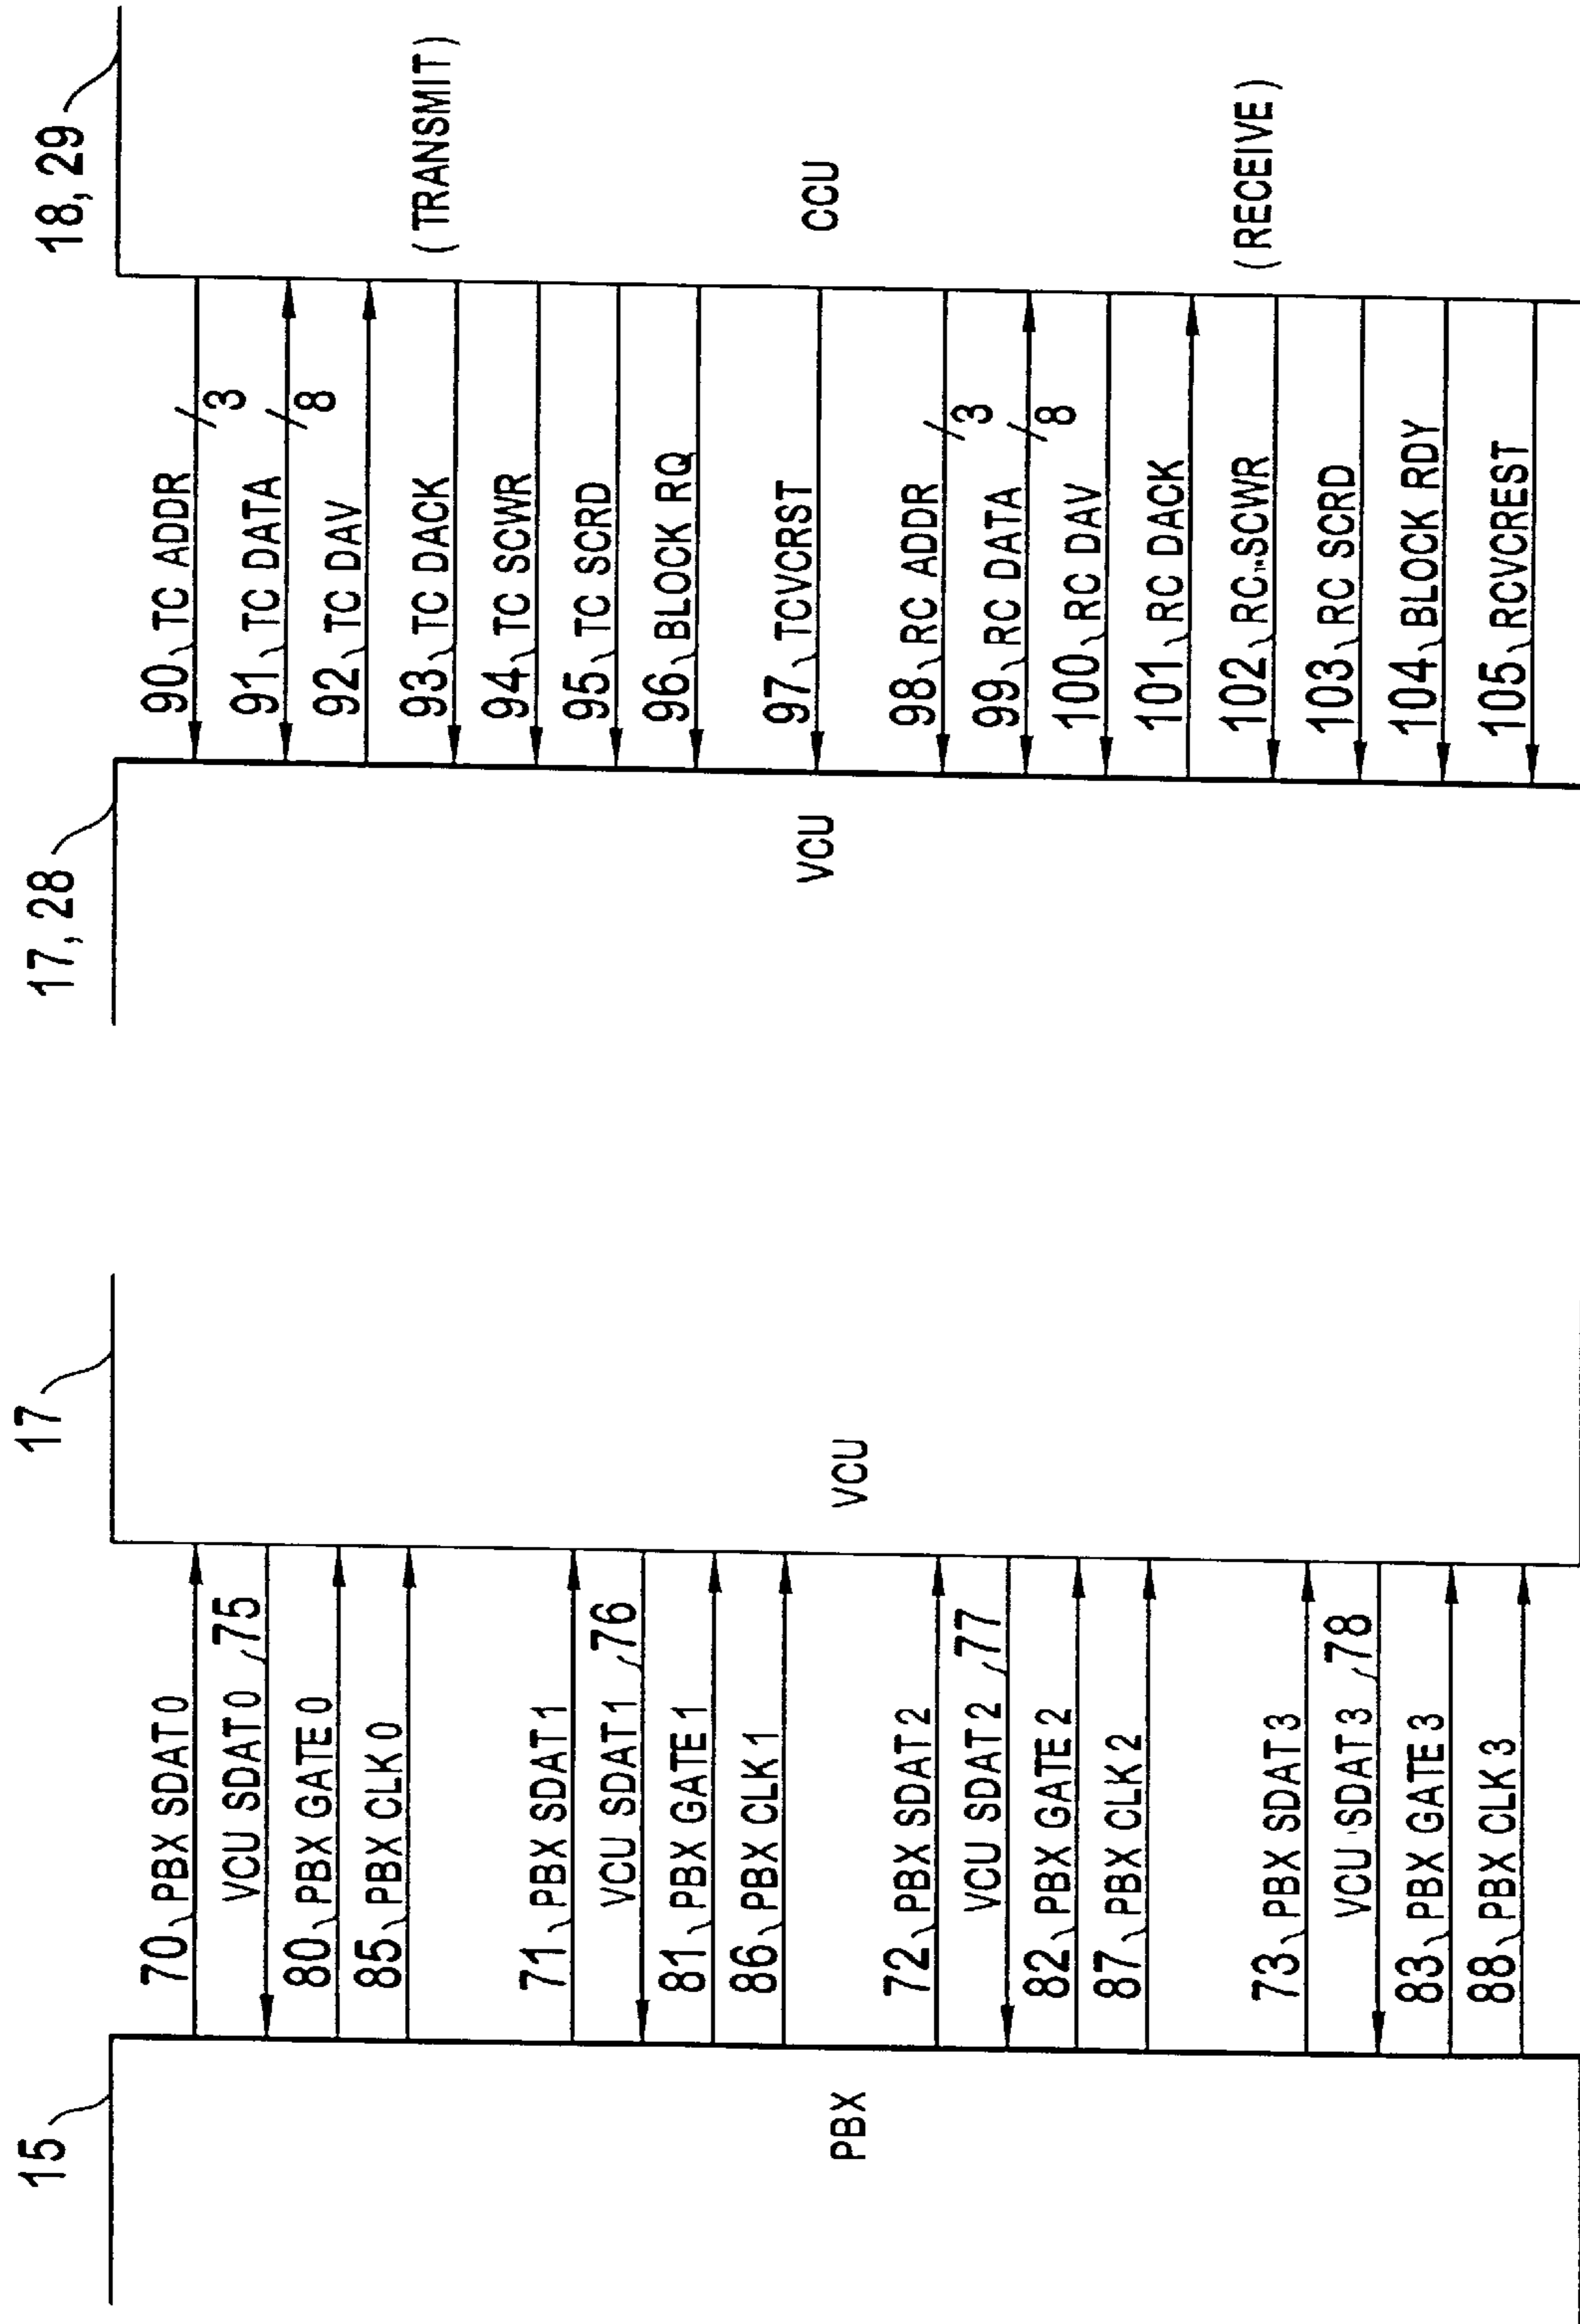 15
17
PBX
VCU
70 PBX SDAT 0
VCU SDAT 0 75
80 PBX GATE 0
85 PBX CLK 0
71 PBX SDAT 1
VCU SDAT 1 76
81 PBX GATE 1
86 PBX CLK 1
72 PBX SDAT 2
VCU SDAT 2 77
82 PBX GATE 2
87 PBX CLK 2
73 PBX SDAT 3
VCU SDAT 3 78
83 PBX GATE 3
88 PBX CLK 3
17, 28
18, 29
VCU
CCU
(TRANSMIT)
(RECEIVE)
90 TC ADDR 3
91 TC DATA 8
92 TC DAV
93 TC DACK
94 TC SCWR
95 TC SCRD
96 BLOCK RQ
97 TCVCRST
98 RC ADDR 3
99 RC DATA 8
100 RC DAV
101 RC DACK
102 RC SCWR
103 RC SCRD
104 BLOCK RDY
105 RCVCREST